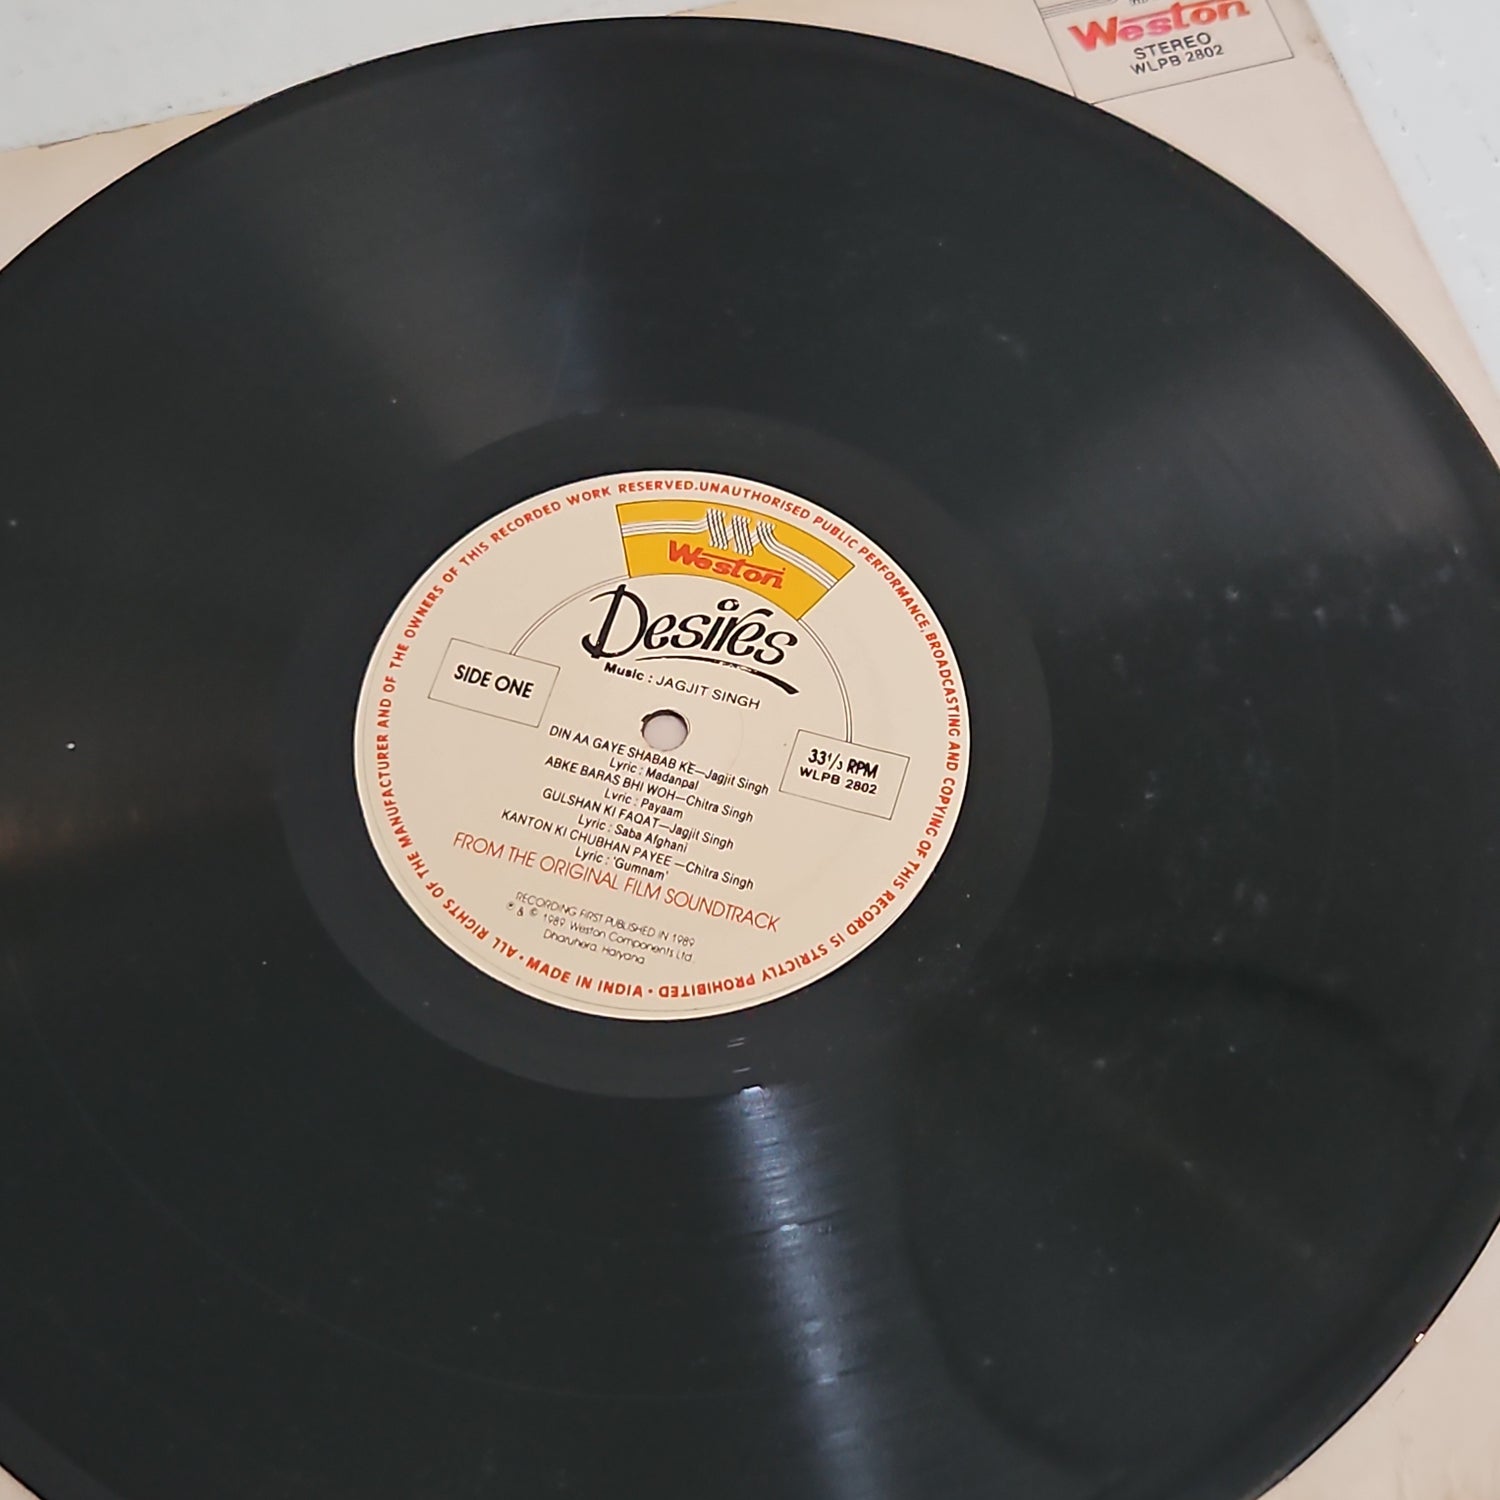 Weston
STEREO
WLPB 2802
ALL RIGHTS OF THE MANUFACTURER AND OF THE OWNERS OF THIS RECORDED WORK RESERVED.UNAUTHORISED PUBLIC PERFORMANCE, BROADCASTING AND COPYING OF THIS RECORD IS STRICTLY PROHIBITED • MADE IN INDIA •
Weston
Desires
Music : JAGJIT SINGH
SIDE ONE
33⅓ RPM
WLPB 2802
DIN AA GAYE SHABAB KE—Jagjit Singh
Lyric : Madanpal
ABKE BARAS BHI WOH—Chitra Singh
Lyric : Payaam
GULSHAN KI FAQAT—Jagjit Singh
Lyric : Saba Afghani
KANTON KI CHUBHAN PAYEE—Chitra Singh
Lyric : 'Gumnam'
FROM THE ORIGINAL FILM SOUNDTRACK
RECORDING FIRST PUBLISHED IN 1989
℗ & © 1989 Weston Components Ltd.
Dharuhera, Haryana